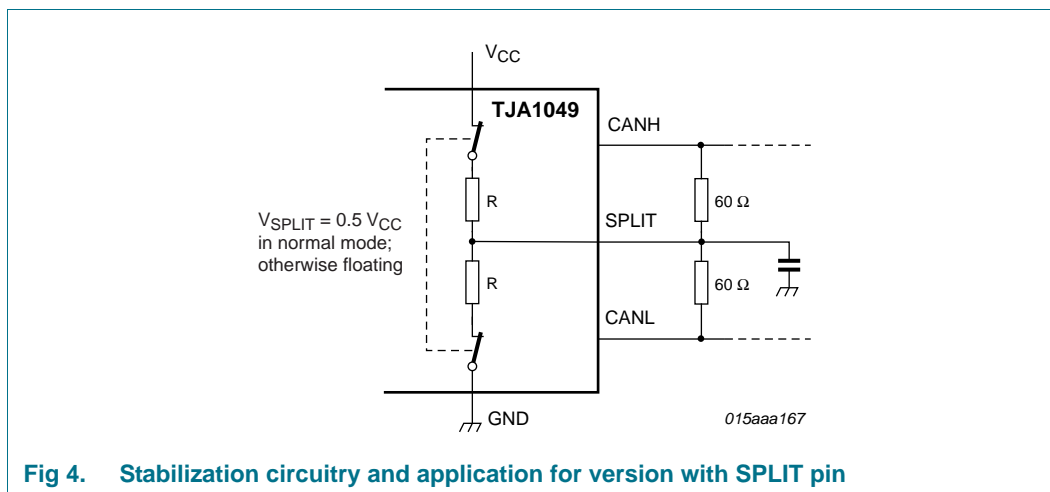 VCC
TJA1049
CANH
R
60 Ω
VSPLIT = 0.5 VCC
in normal mode;
otherwise floating
SPLIT
R
60 Ω
CANL
GND
015aaa167
Fig 4. Stabilization circuitry and application for version with SPLIT pin